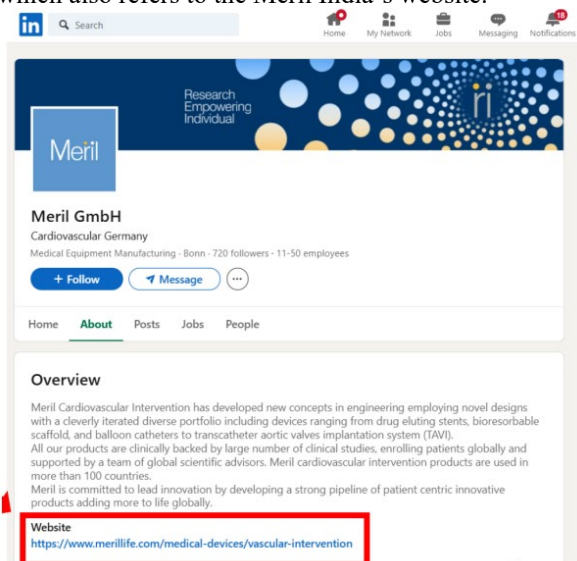 which also refers to the Meril India's website.
in
Search
Home
My Network
Jobs
Messaging
18
Notifications
Research
Empowering
Individual
ri
Meril
Meril GmbH
Cardiovascular Germany
Medical Equipment Manufacturing · Bonn · 720 followers · 11-50 employees
+ Follow
Message
Home About Posts Jobs People
Overview
Meril Cardiovascular Intervention has developed new concepts in engineering employing novel designs
with a cleverly iterated diverse portfolio including devices ranging from drug eluting stents, bioresorbable
scaffold, and balloon catheters to transcatheter aortic valves implantation system (TAVI).
All our products are clinically backed by large number of clinical studies, enrolling patients globally and
supported by a team of global scientific advisors. Meril cardiovascular intervention products are used in
more than 100 countries.
Meril is committed to lead innovation by developing a strong pipeline of patient centric innovative
products adding more to life globally.
Website
https://www.merillife.com/medical-devices/vascular-intervention